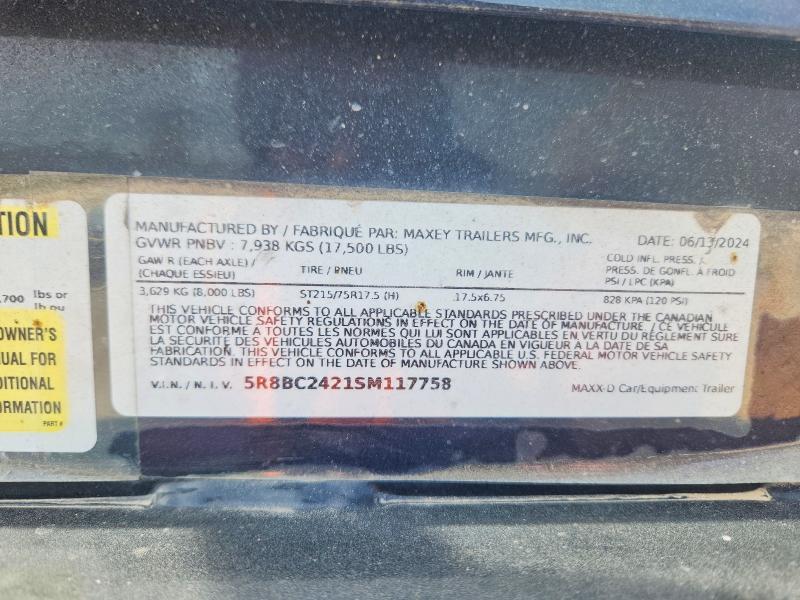 TION
,700 lbs or
lb ou
OWNER'S
UAL FOR
DITIONAL
ORMATION
PART #
MANUFACTURED BY / FABRIQUÉ PAR: MAXEY TRAILERS MFG., INC.
GVWR PNBV : 7,938 KGS (17,500 LBS)
DATE: 06/13/2024
GAW R (EACH AXLE) /
(CHAQUE ESSIEU)
TIRE / PNEU
RIM / JANTE
COLD INFL. PRESS. /
PRESS. DE GONFL. À FROID
PSI / LPC (KPA)
3,629 KG (8,000 LBS)
ST215/75R17.5 (H)
17.5x6.75
828 KPA (120 PSI)
THIS VEHICLE CONFORMS TO ALL APPLICABLE STANDARDS PRESCRIBED UNDER THE CANADIAN
MOTOR VEHICLE SAFETY REGULATIONS IN EFFECT ON THE DATE OF MANUFACTURE / CE VEHICULE
EST CONFORME A TOUTES LES NORMES QUI SONT APPLICABLES EN VERTU DU RÉGLEMENT SURE
LA SECURITE DES VEHICULES AUTOMOBILES DU CANADA EN VIGUEUR A LA DATE DE SA
FABRICATION. THIS VEHICLE CONFORMS TO ALL APPLICABLE U.S. FEDERAL MOTOR VEHICLE SAFETY
STANDARDS IN EFFECT ON THE DATE OF MANUFACTURE SHOWN ABOVE.
V.I.N. / N. I. V. 5R8BC2421SM117758
MAXX-D Car/Equipment Trailer